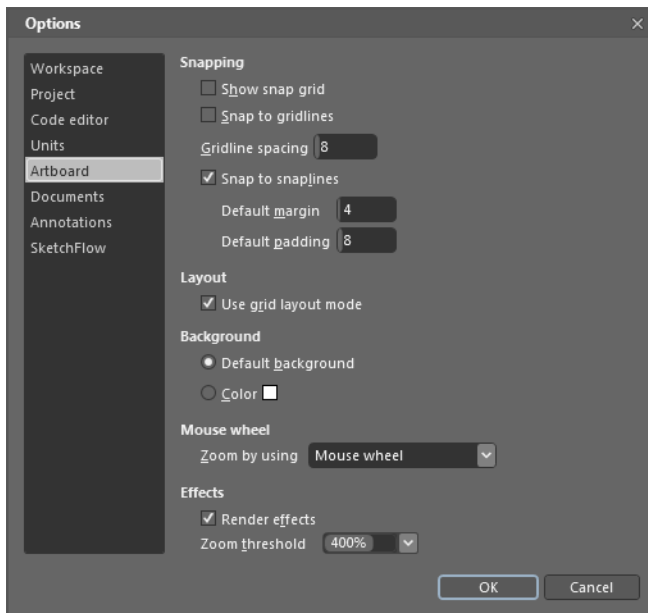 Options
Workspace
Project
Code editor
Units
Artboard
Documents
Annotations
SketchFlow
Snapping
Show snap grid
Snap to gridlines
Gridline spacing 8
Snap to snaplines
Default margin 4
Default padding 8
Layout
Use grid layout mode
Background
Default background
Color
Mouse wheel
Zoom by using Mouse wheel
Effects
Render effects
Zoom threshold 400%
OK Cancel